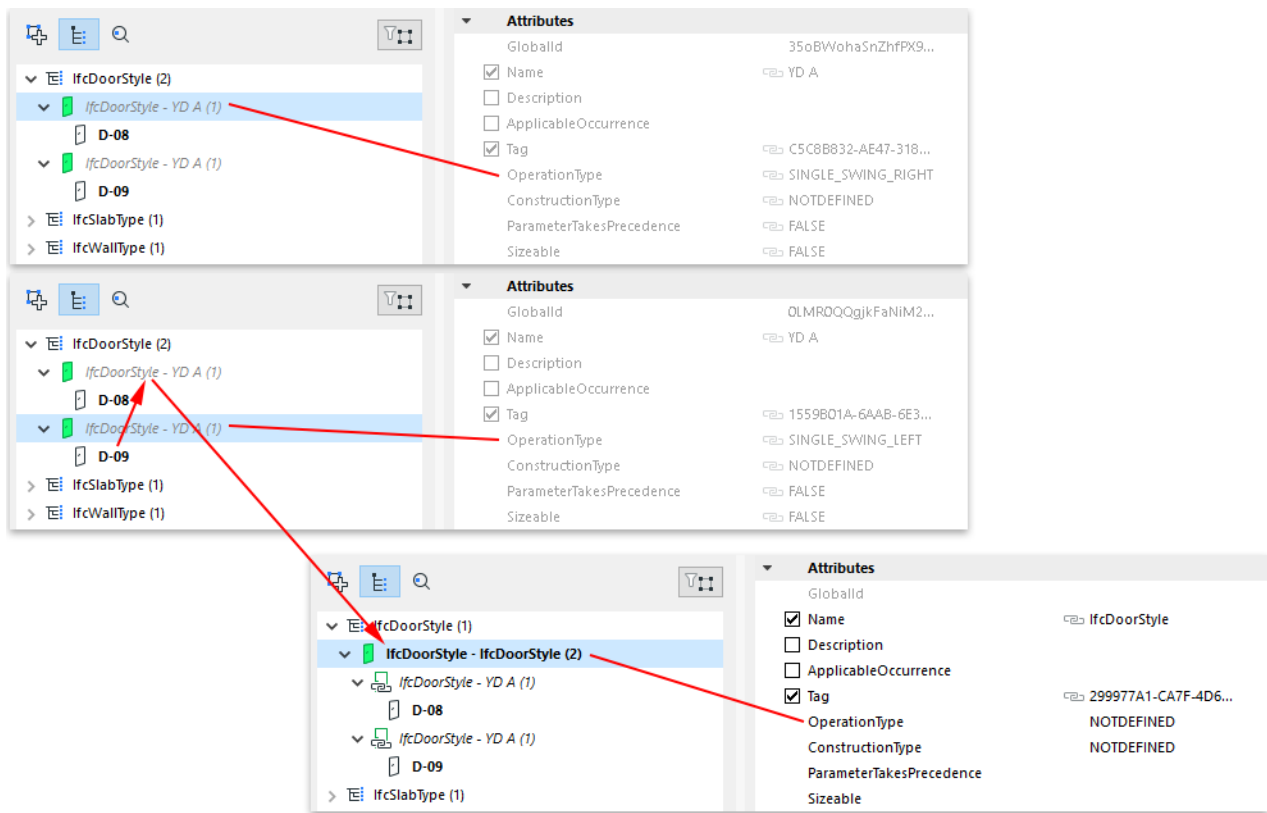 Attributes
GlobalId 35oBWohaSnZhfPX9...
IfcDoorStyle (2) Name YD A
IfcDoorStyle - YD A (1) Description
D-08 ApplicableOccurrence
IfcDoorStyle - YD A (1) Tag C5C8B832-AE47-318...
D-09 OperationType SINGLE_SWING_RIGHT
IfcSlabType (1) ConstructionType NOTDEFINED
IfcWallType (1) ParameterTakesPrecedence FALSE
Sizeable FALSE
Attributes
GlobalId 0LMR0QQgjkFaNiM2...
IfcDoorStyle (2) Name YD A
IfcDoorStyle - YD A (1) Description
D-08 ApplicableOccurrence
IfcDoorStyle - YD A (1) Tag 1559B01A-6AAB-6E3...
D-09 OperationType SINGLE_SWING_LEFT
IfcSlabType (1) ConstructionType NOTDEFINED
IfcWallType (1) ParameterTakesPrecedence FALSE
Sizeable FALSE
Attributes
GlobalId
IfcDoorStyle (1) Name IfcDoorStyle
IfcDoorStyle - IfcDoorStyle (2) Description
IfcDoorStyle - YD A (1) ApplicableOccurrence
D-08 Tag 299977A1-CA7F-4D6...
IfcDoorStyle - YD A (1) OperationType NOTDEFINED
D-09 ConstructionType NOTDEFINED
IfcSlabType (1) ParameterTakesPrecedence
Sizeable